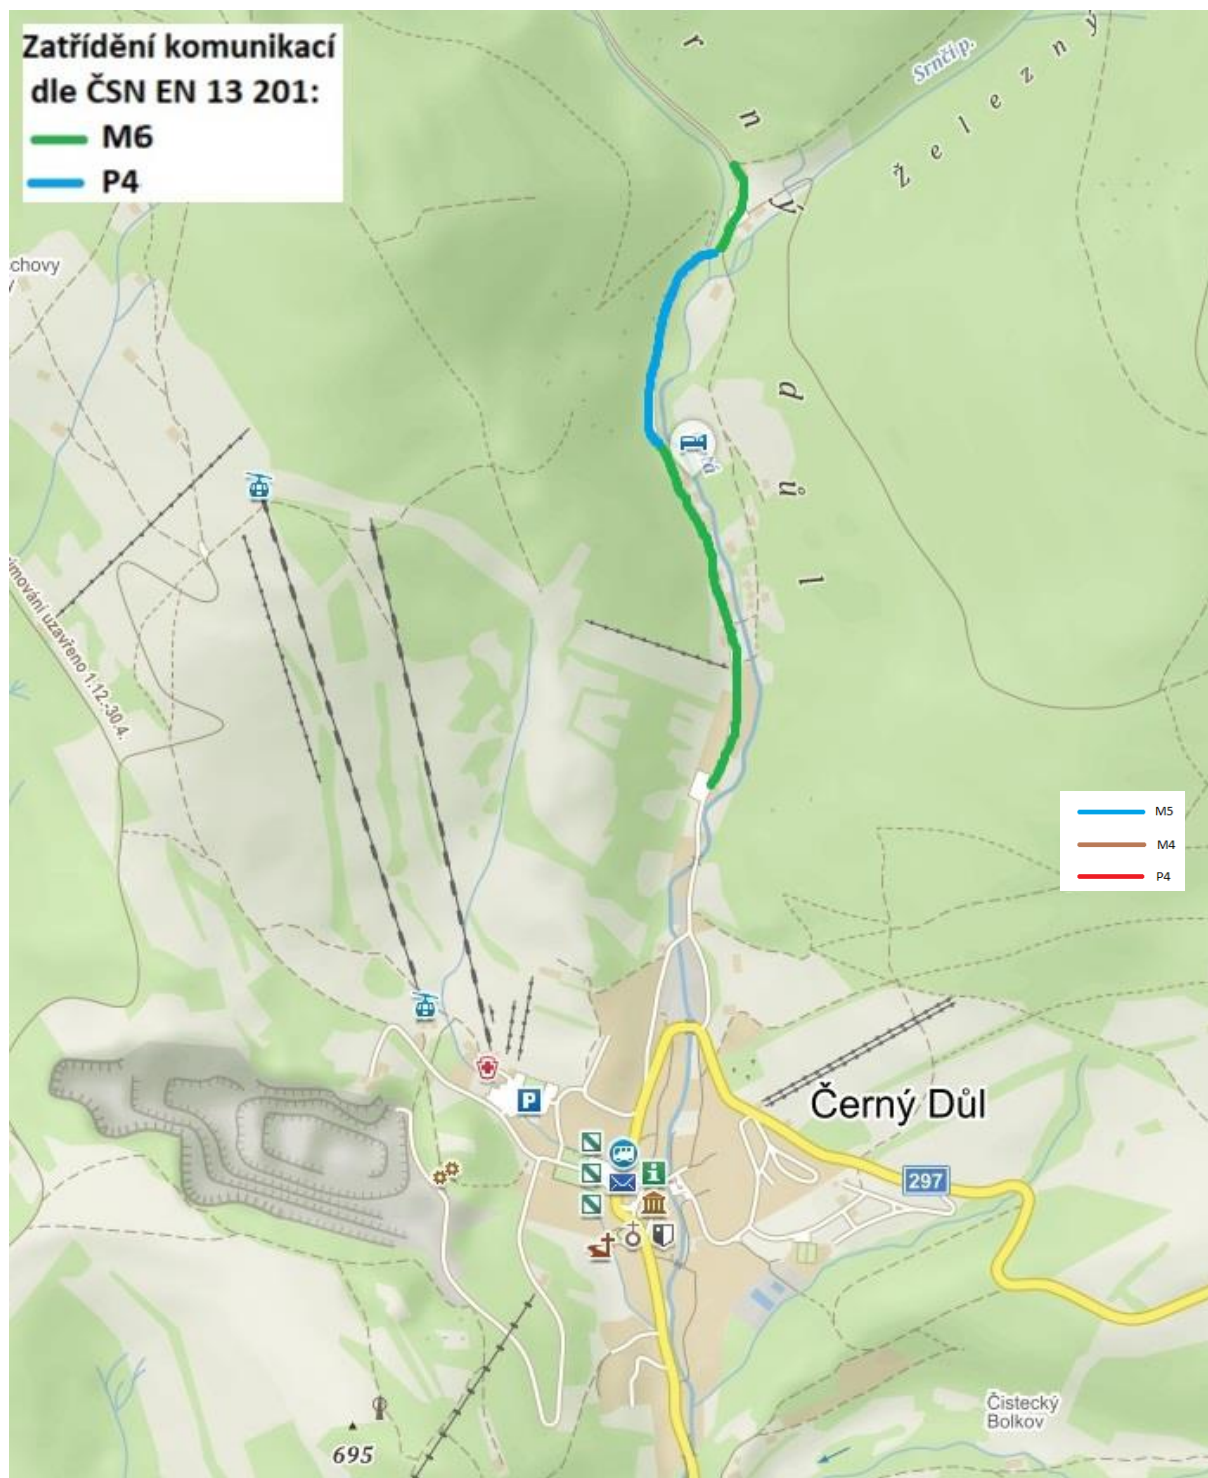 Zatřídění komunikací
dle ČSN EN 13 201:
M6
P4
Srnčí p.
Železný
rný důl
chovy
M5
M4
P4
uzavřeno 1.12.-30.4.
P
Černý Důl
297
i
Čistecký
Bolkov
695